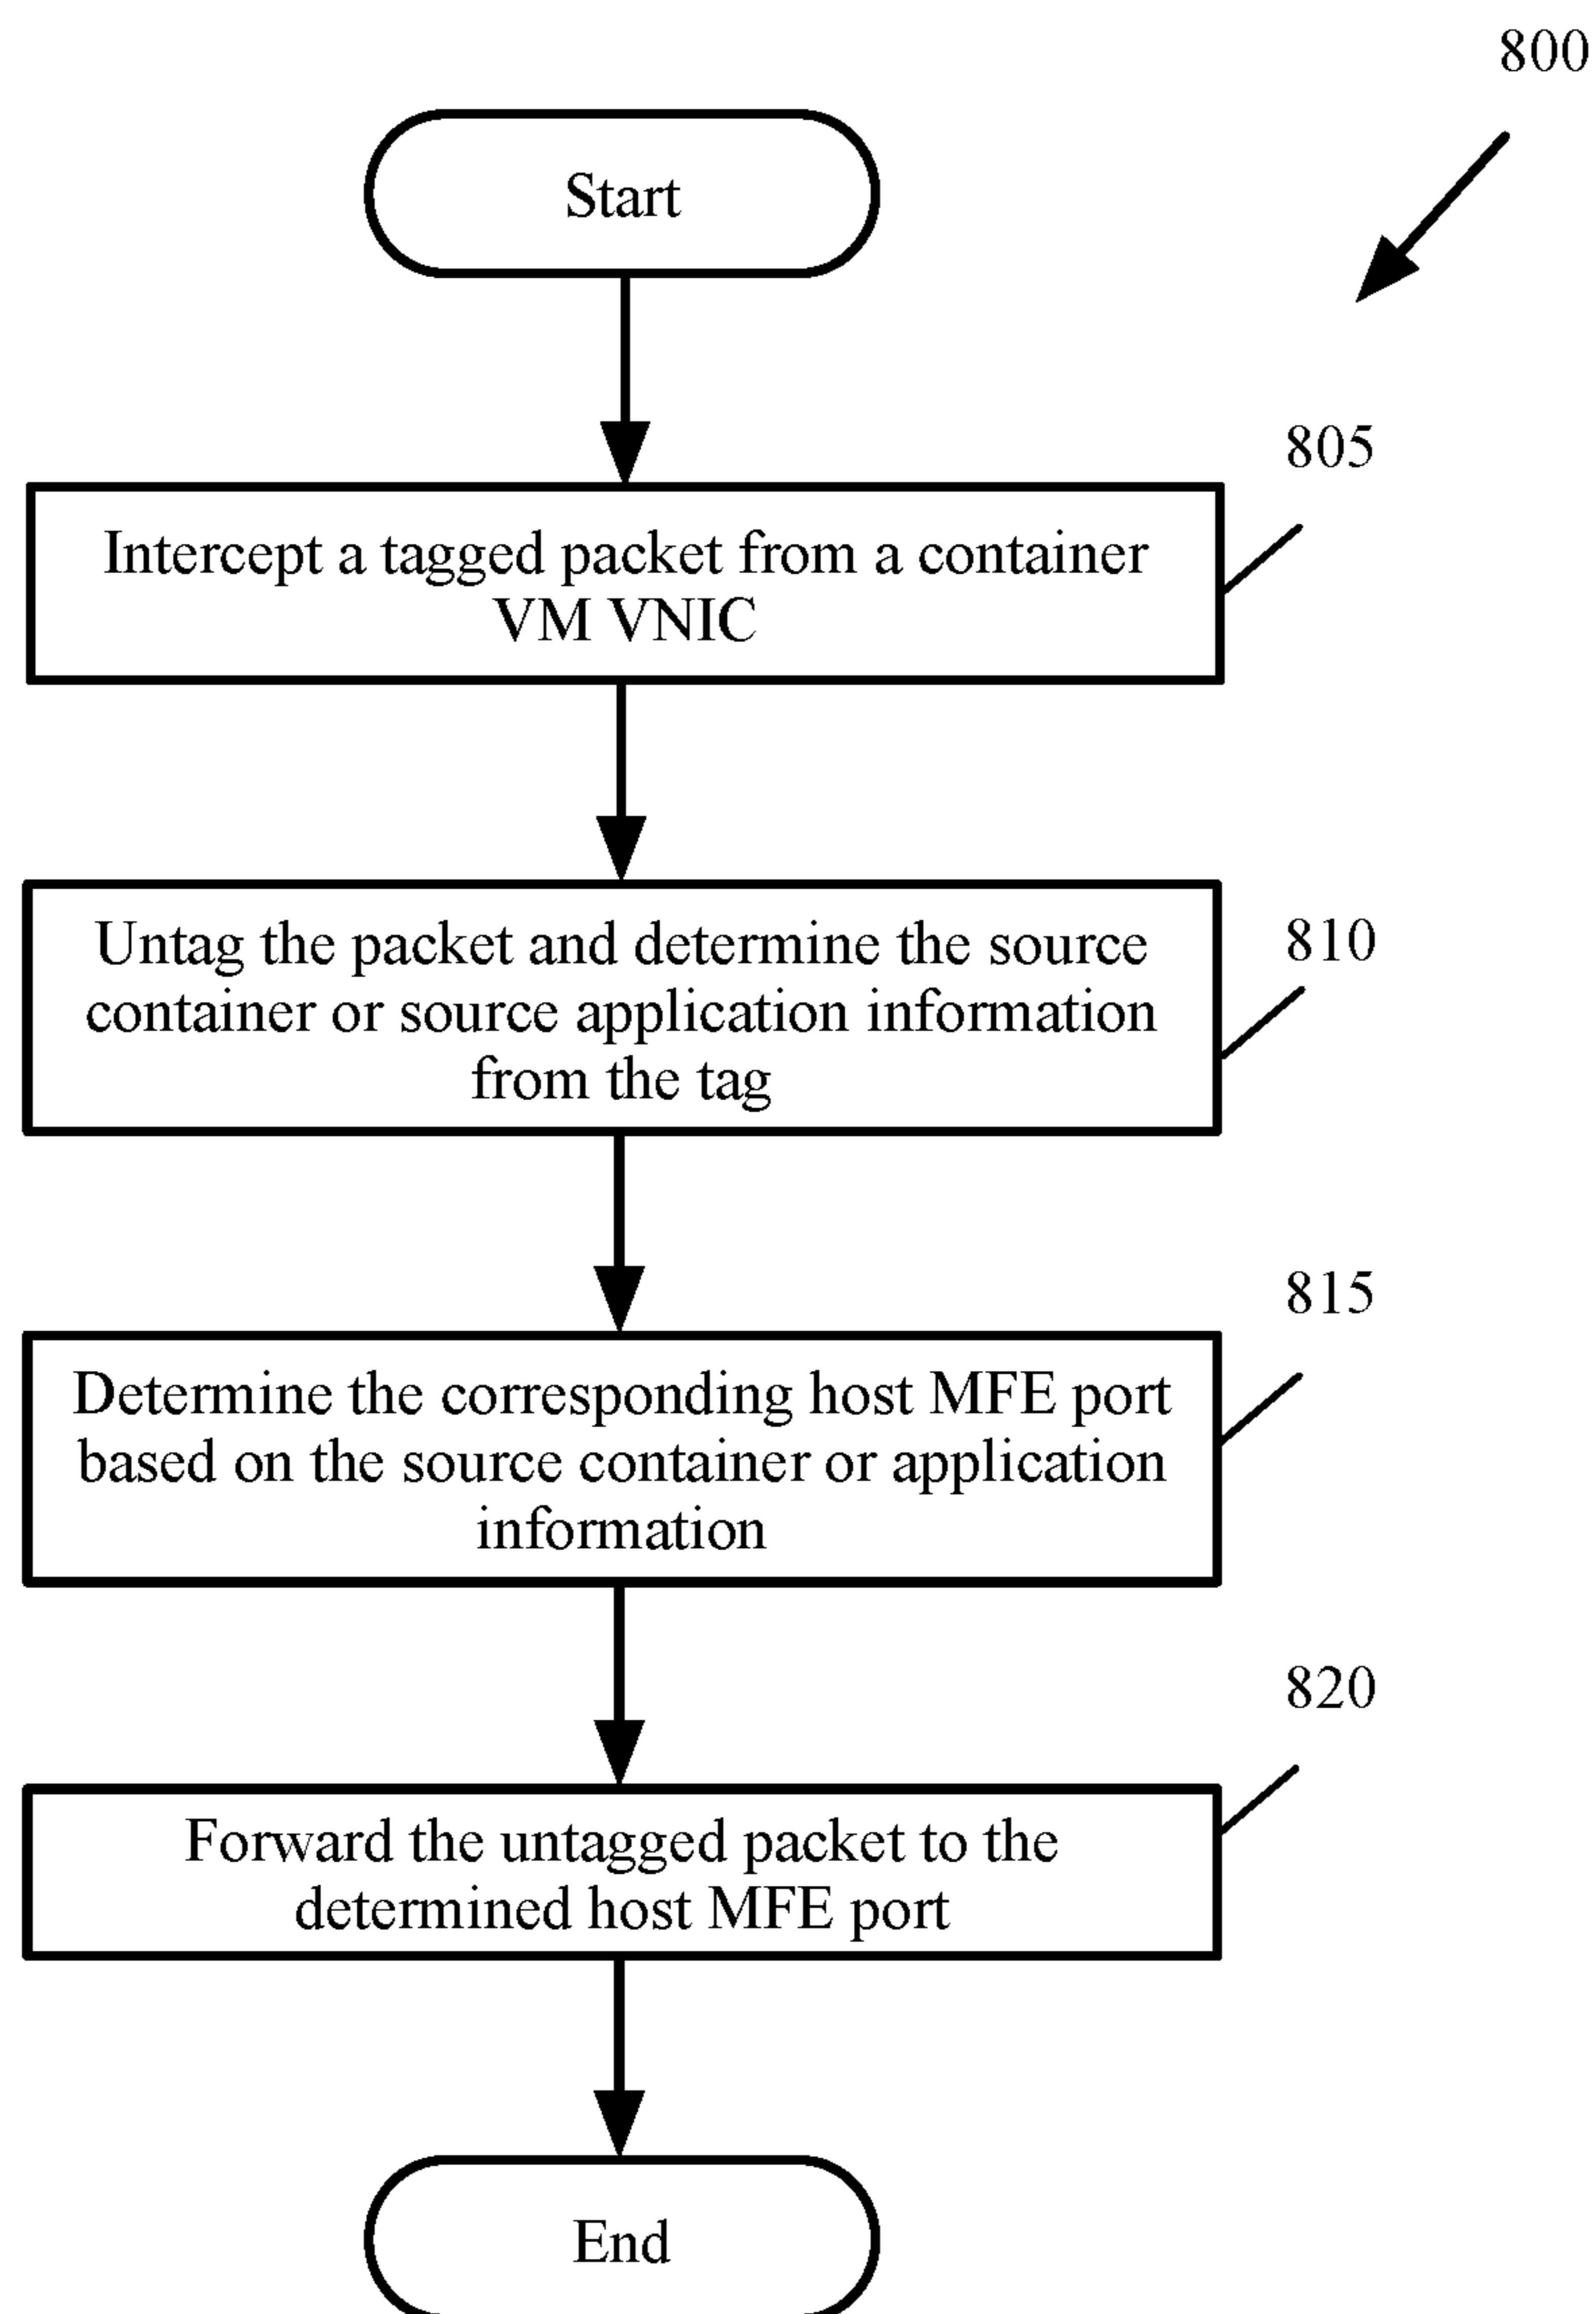 800
Start
805
Intercept a tagged packet from a container
VM VNIC
810
Untag the packet and determine the source
container or source application information
from the tag
815
Determine the corresponding host MFE port
based on the source container or application
information
820
Forward the untagged packet to the
determined host MFE port
End